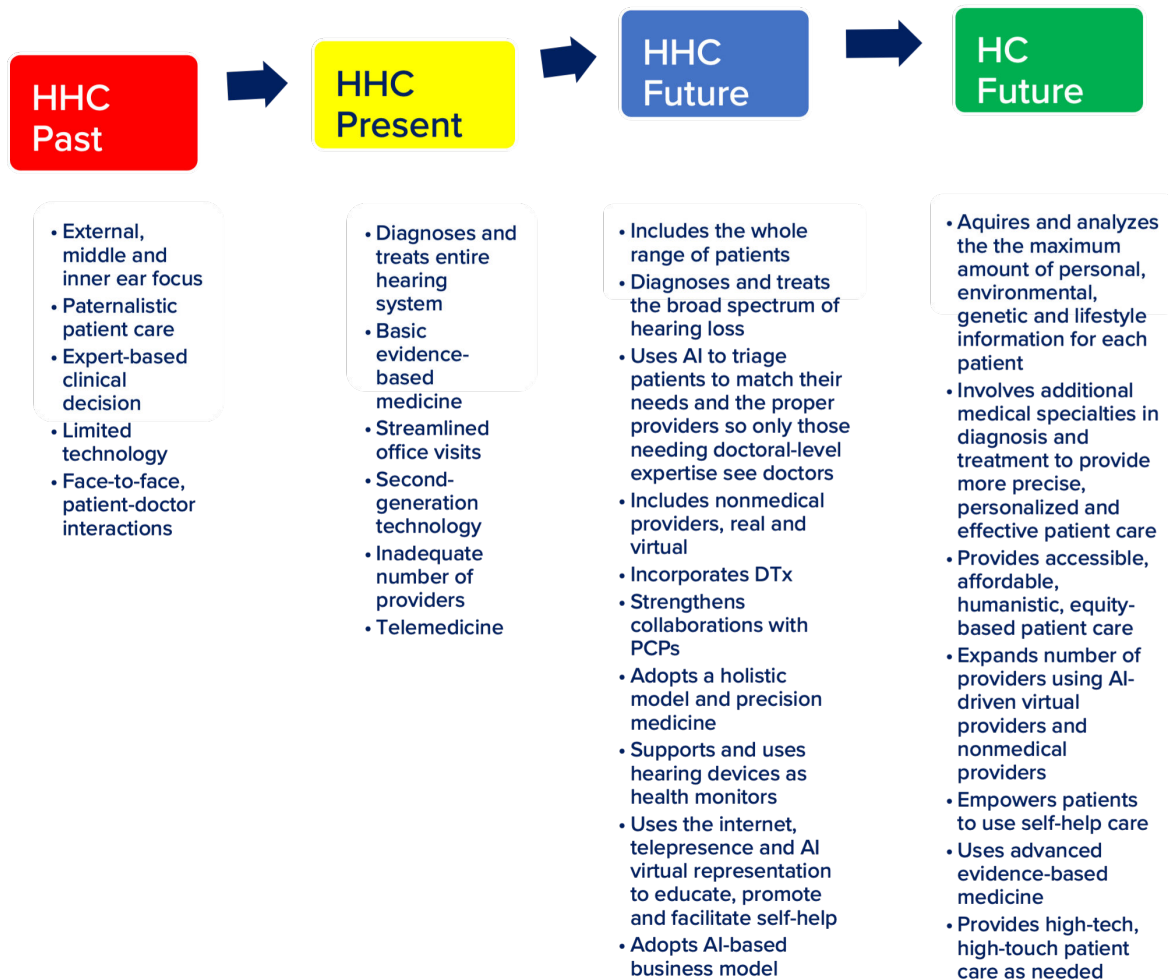 HHC
Past
HHC
Present
HHC
Future
HC
Future
• External,
middle and
inner ear focus
• Paternalistic
patient care
• Expert-based
clinical
decision
• Limited
technology
• Face-to-face,
patient-doctor
interactions
• Diagnoses and
treats entire
hearing
system
• Basic
evidence-
based
medicine
• Streamlined
office visits
• Second-
generation
technology
• Inadequate
number of
providers
• Telemedicine
• Includes the whole
range of patients
• Diagnoses and treats
the broad spectrum of
hearing loss
• Uses AI to triage
patients to match their
needs and the proper
providers so only those
needing doctoral-level
expertise see doctors
• Includes nonmedical
providers, real and
virtual
• Incorporates DTx
• Strengthens
collaborations with
PCPs
• Adopts a holistic
model and precision
medicine
• Supports and uses
hearing devices as
health monitors
• Uses the internet,
telepresence and AI
virtual representation
to educate, promote
and facilitate self-help
• Adopts AI-based
business model
• Aquires and analyzes
the the maximum
amount of personal,
environmental,
genetic and lifestyle
information for each
patient
• Involves additional
medical specialties in
diagnosis and
treatment to provide
more precise,
personalized and
effective patient care
• Provides accessible,
affordable,
humanistic, equity-
based patient care
• Expands number of
providers using AI-
driven virtual
providers and
nonmedical
providers
• Empowers patients
to use self-help care
• Uses advanced
evidence-based
medicine
• Provides high-tech,
high-touch patient
care as needed